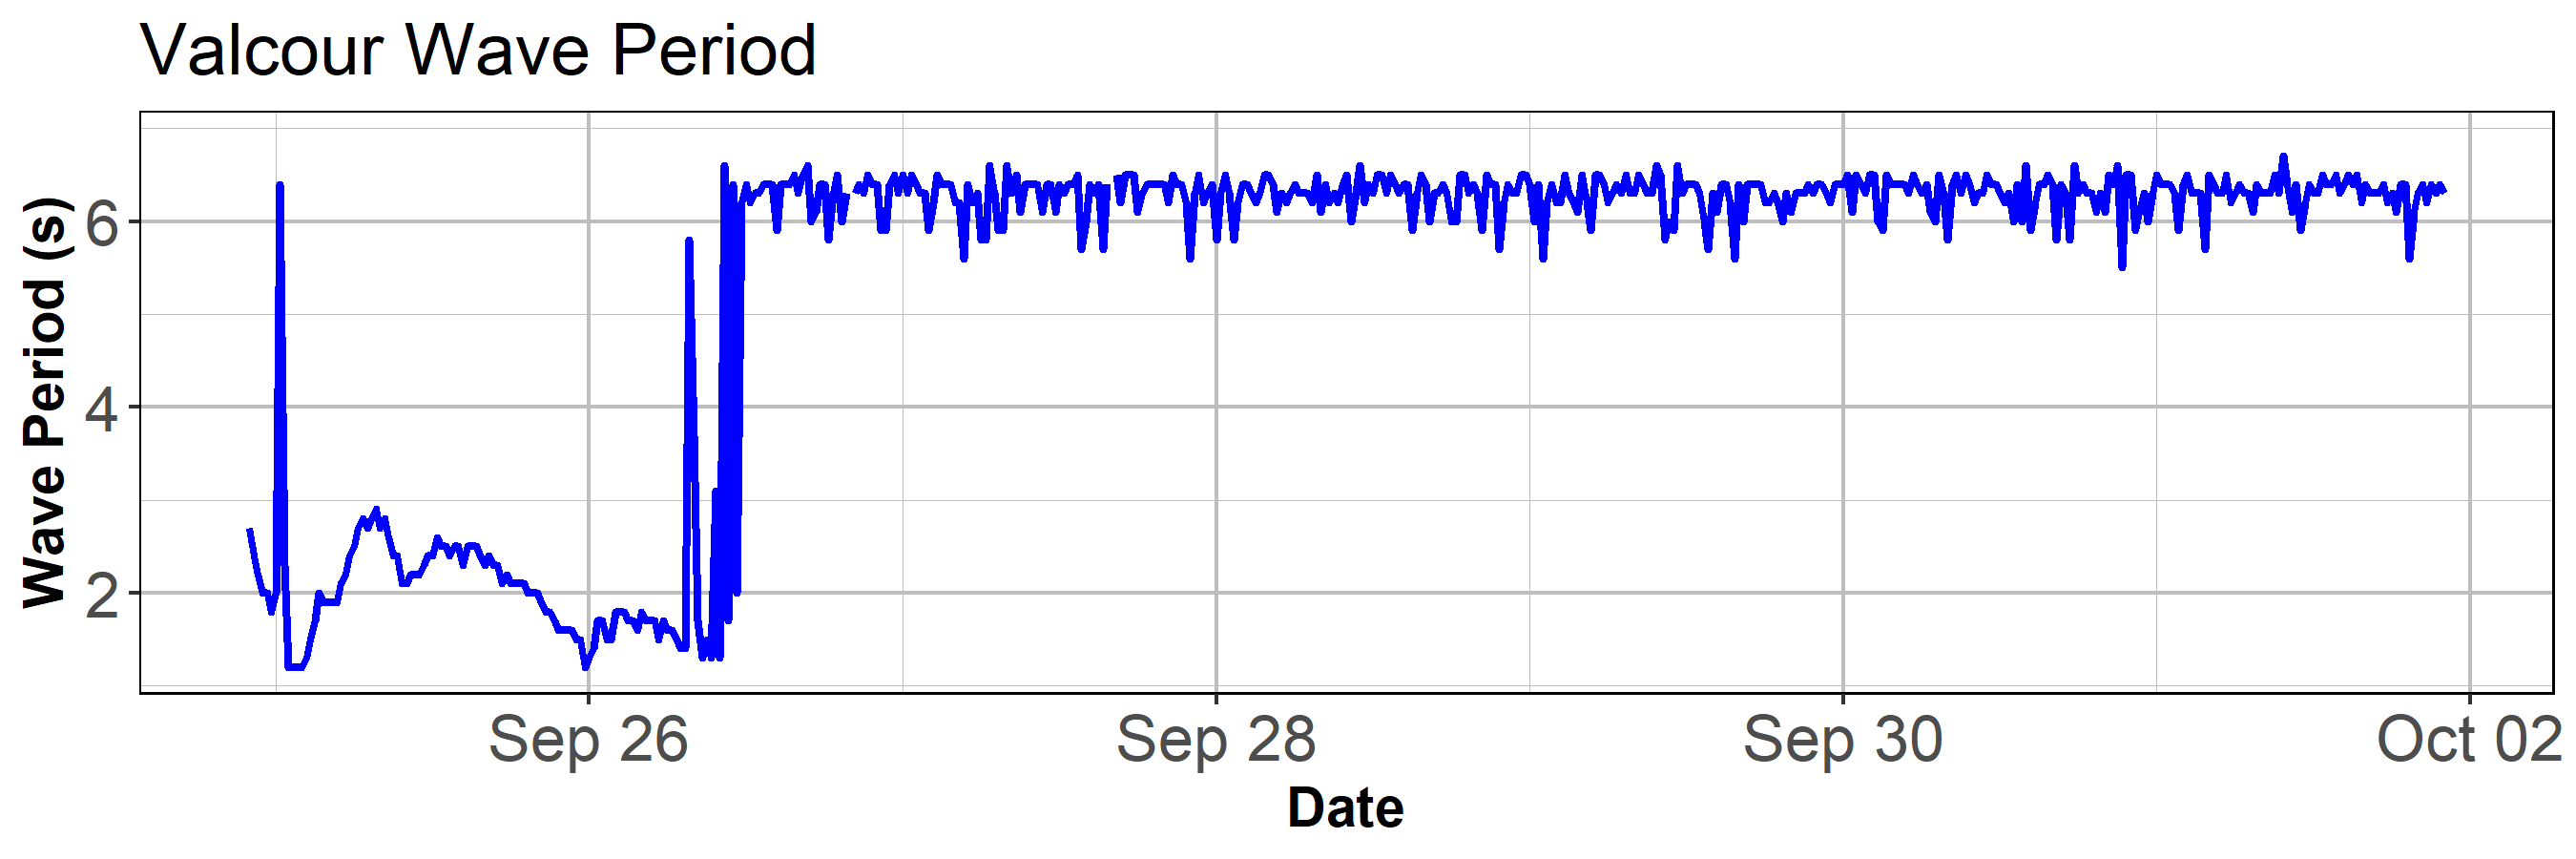 Valcour Wave Period
Wave Period (s)
6
4
2
Sep 26
Sep 28
Sep 30
Oct 02
Date